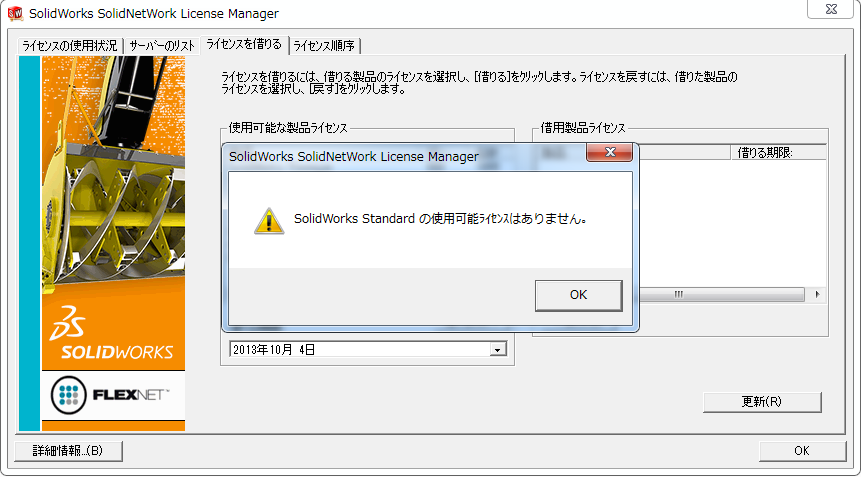 SolidWorks SolidNetWork License Manager
ライセンスの使用状況
サーバーのリスト
ライセンスを借りる
ライセンス順序
ライセンスを借りるには、借りる製品のライセンスを選択し、[借りる]をクリックします。ライセンスを戻すには、借りた製品の
ライセンスを選択し、[戻す]をクリックします。
使用可能な製品ライセンス
借用製品ライセンス
借りる期限:
SolidWorks SolidNetWork License Manager
SolidWorks Standard の使用可能ライセンスはありません。
OK
2013年10月 4日
SOLIDWORKS
FLEXNET™
更新(R)
詳細情報...(B)
OK